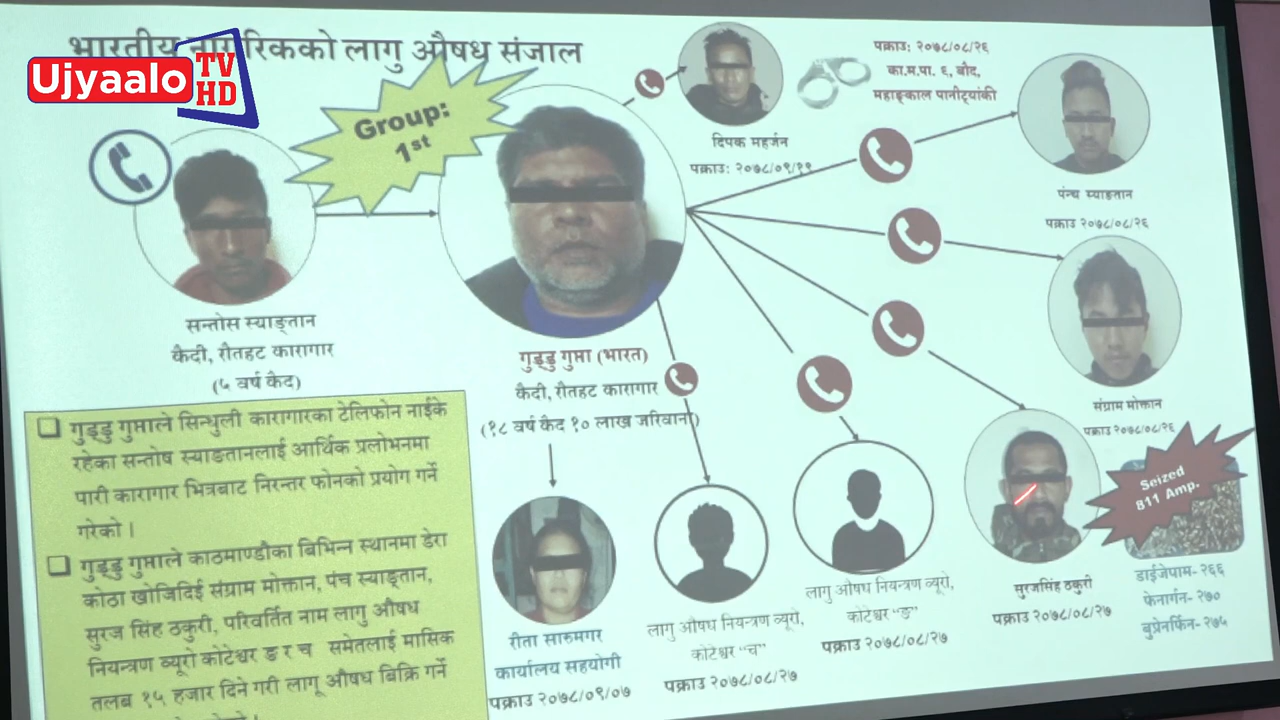 भारतीय नागरिकको लागु औषध संजाल
Ujyaalo
TV
HD
Group:
1st
दिपक महर्जन
पक्राउ: २०७८/०९/१९
पक्राउ: २०७८/०८/२६
का.म.पा. ६, बौद,
महाङ्काल पानीट्यांकी
पंन्च स्याङतान
पक्राउ २०७८/०८/२६
सन्तोस स्याङ्तान
कैदी, रौतहट कारागार
(५ वर्ष कैद)
गुड्डु गुप्ता (भारत)
कैदी, रौतहट कारागार
(१८ वर्ष कैद १० लाख जरिवाना)
संग्राम मोक्तान
पक्राउ २०७८/०८/२६
Seized
811 Amp.
गुड्डु गुप्ताले सिन्धुली कारागारका टेलिफोन नाईके
रहेका सन्तोष स्याङतानलाई आर्थिक प्रलोभनमा
पारी कारागार भित्रबाट निरन्तर फोनको प्रयोग गर्ने
गरेको ।
गुड्डु गुप्ताले काठमाण्डौका बिभिन्न स्थानमा डेरा
कोठा खोजिदिई संग्राम मोक्तान, पंच स्याङ्तान,
सुरज सिंह ठकुरी, परिवर्तित नाम लागु औषध
नियन्त्रण व्यूरो कोटेश्वर ङ र च समेतलाई मासिक
तलब १५ हजार दिने गरी लागू औषध बिक्रि गर्ने
रीता सारुमगर
कार्यालय सहयोगी
पक्राउ २०७८/०९/०७
लागु औषध नियन्त्रण व्यूरो,
कोटेश्वर "च"
पक्राउ २०७८/०८/२७
लागु औषध नियन्त्रण व्यूरो,
कोटेश्वर "ङ"
पक्राउ २०७८/०८/२७
सुरजसिंह ठकुरी
पक्राउ २०७८/०८/२७
डाईजेपाम- २६६
फेनार्गन- २७०
बुप्रेनर्फिन- २७५